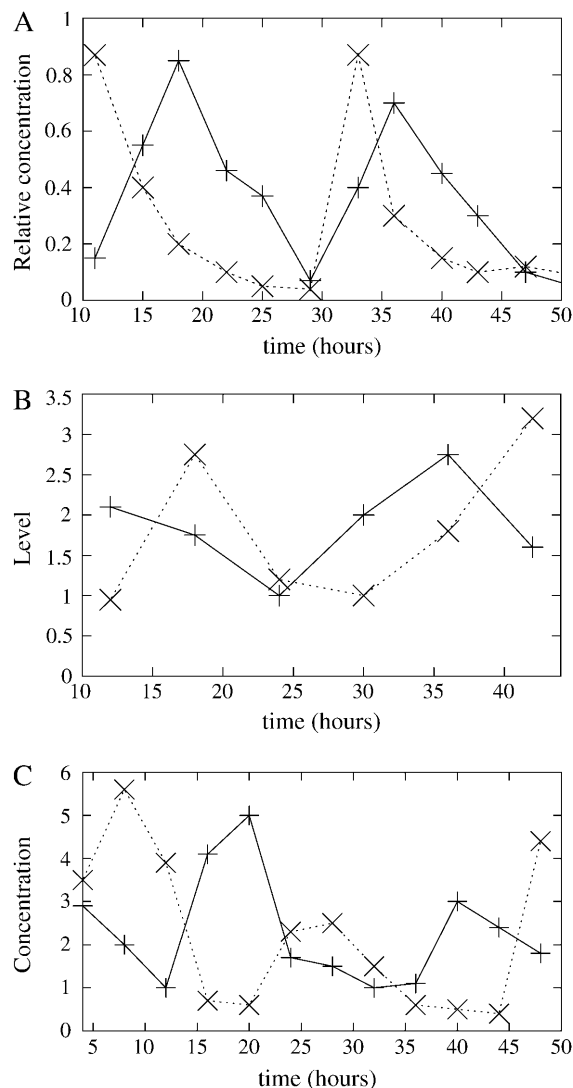 A
Relative concentration
1
0.8
0.6
0.4
0.2
0
10 15 20 25 30 35 40 45 50
time (hours)
B
Level
3.5
3
2.5
2
1.5
1
0.5
0
10 15 20 25 30 35 40
time (hours)
C
Concentration
6
5
4
3
2
1
0
5 10 15 20 25 30 35 40 45 50
time (hours)